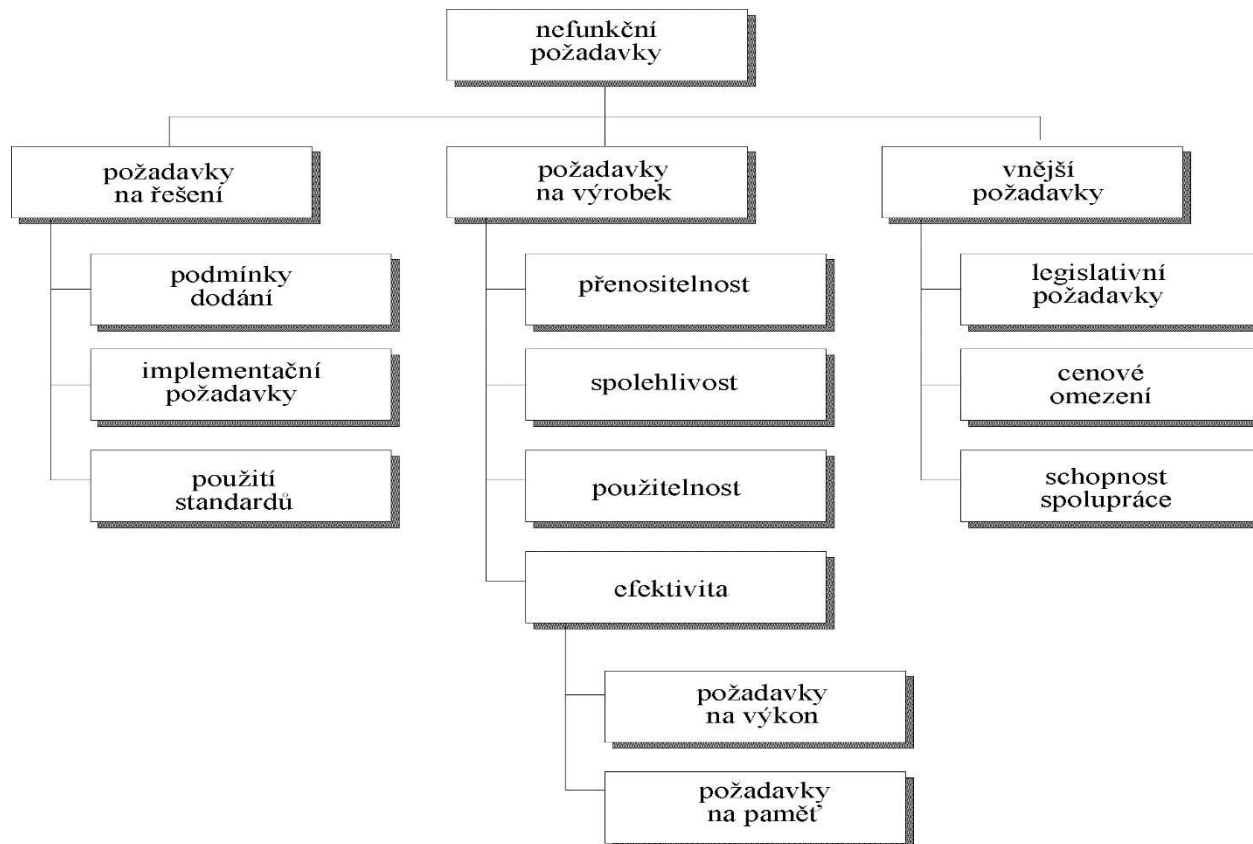 nefunkční
požadavky
požadavky
na řešení
požadavky
na výrobek
vnější
požadavky
podmínky
dodání
přenositelnost
legislativní
požadavky
implementační
požadavky
spolehlivost
cenové
omezení
použití
standardů
použitelnost
schopnost
spolupráce
efektivita
požadavky
na výkon
požadavky
na paměť